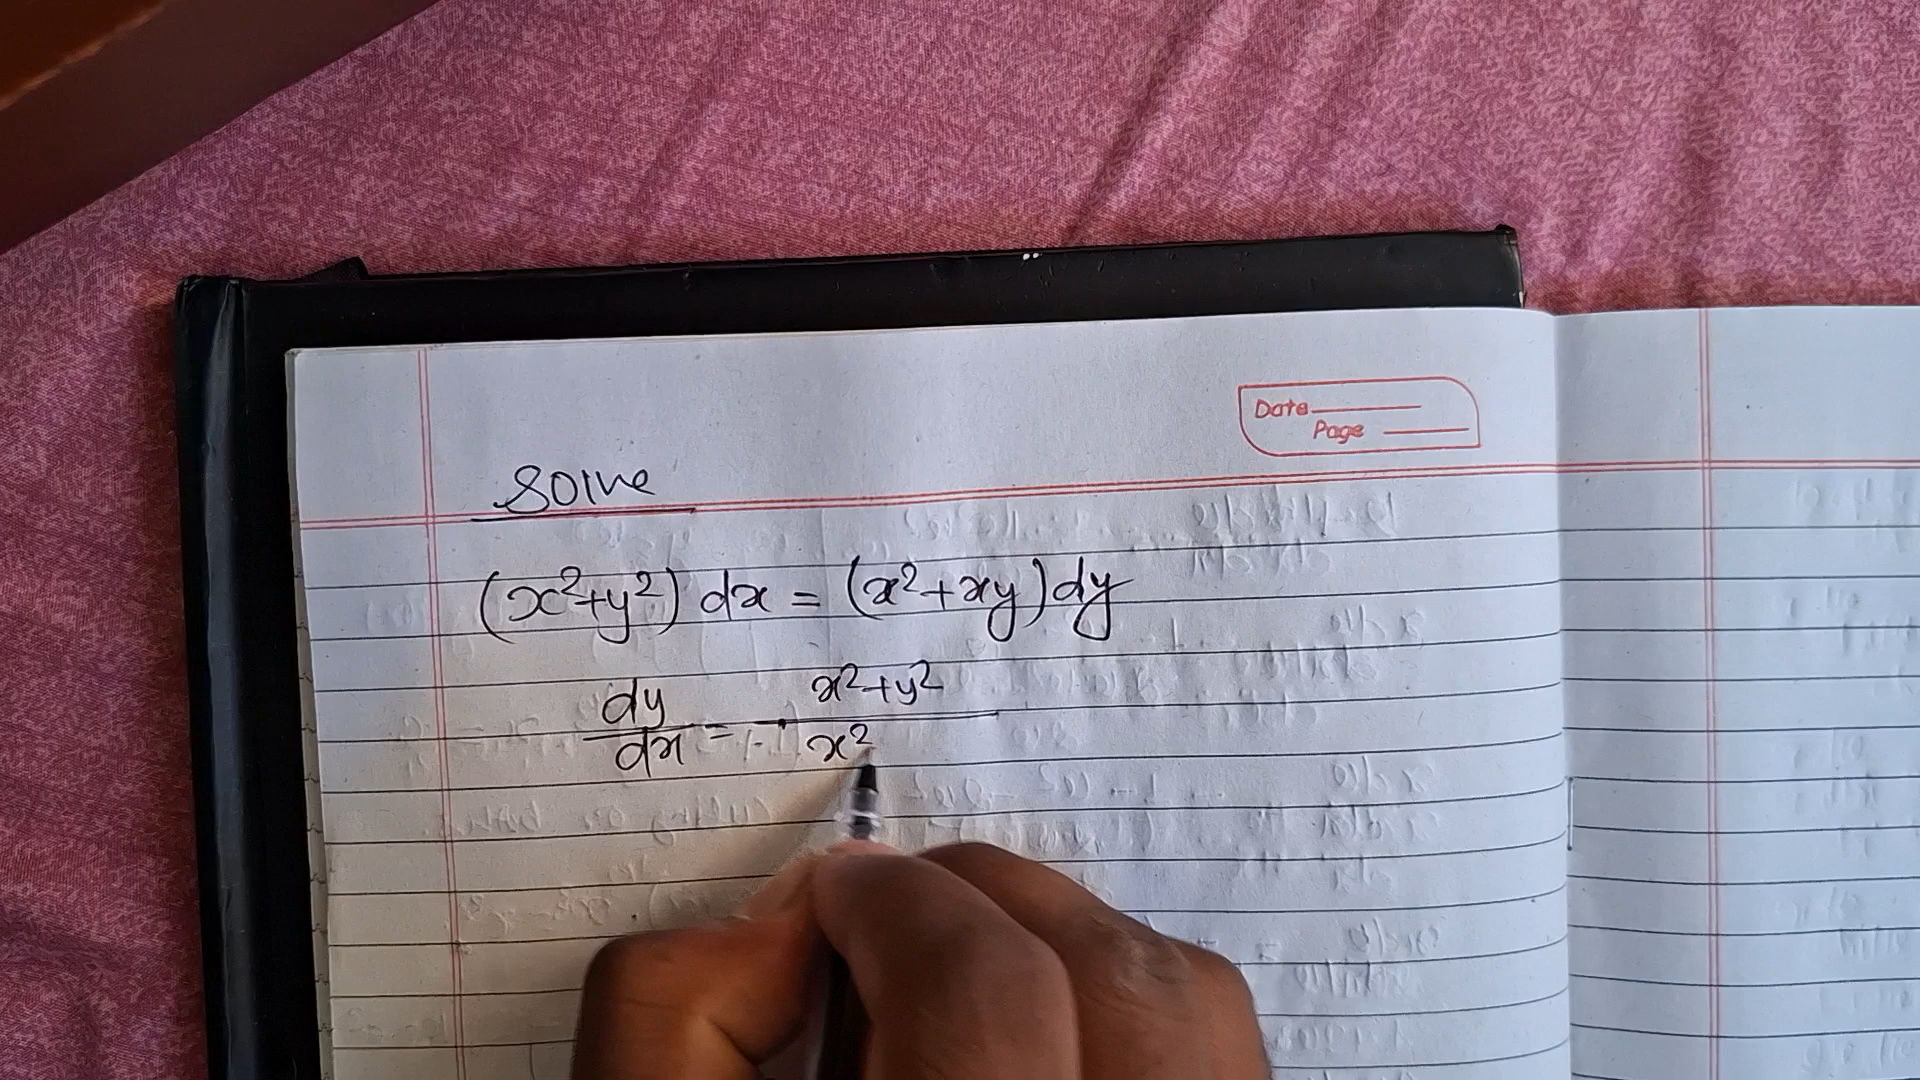 Date
Page
Solve
(x²+y²) dx = (x²+xy)dy
dy/dx = x²+y²/x²